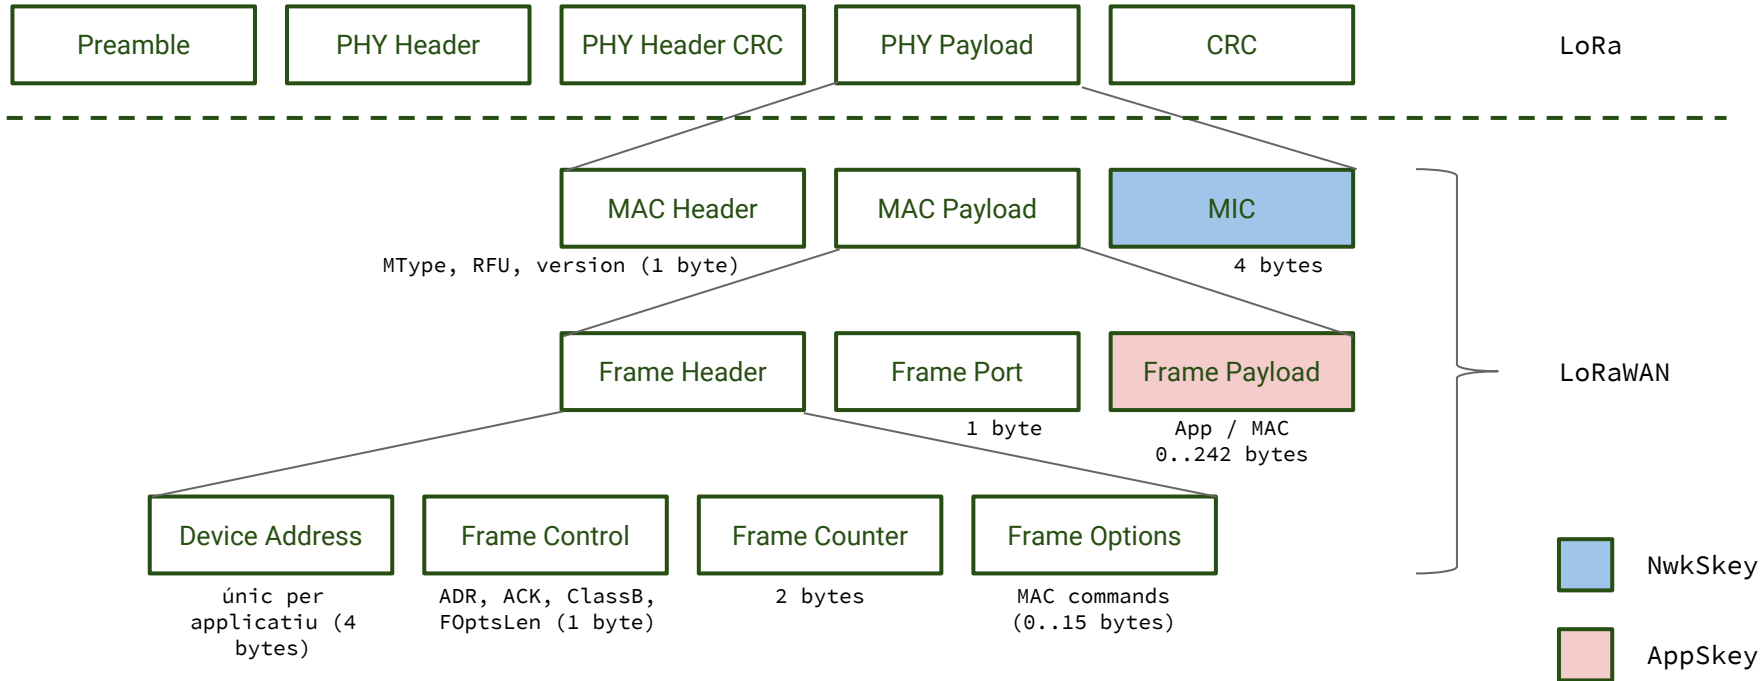 Preamble
PHY Header
PHY Header CRC
PHY Payload
CRC
LoRa
MAC Header
MAC Payload
MIC
MType, RFU, version (1 byte)
4 bytes
Frame Header
Frame Port
Frame Payload
LoRaWAN
1 byte
App / MAC
0..242 bytes
Device Address
Frame Control
Frame Counter
Frame Options
únic per
applicatiu (4
bytes)
ADR, ACK, ClassB,
FOptsLen (1 byte)
2 bytes
MAC commands
(0..15 bytes)
NwkSkey
AppSkey